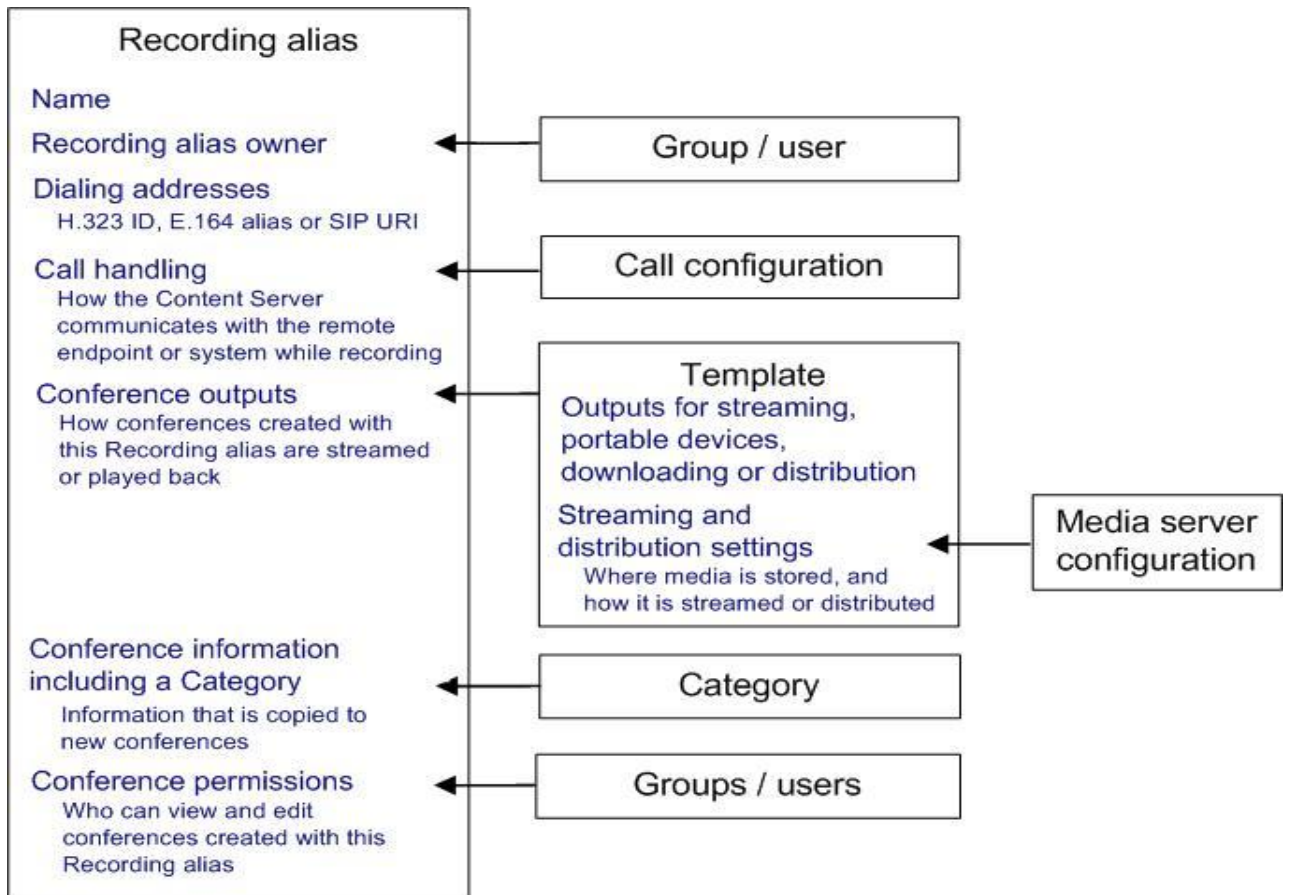 Recording alias
Name
Recording alias owner
Dialing addresses
H.323 ID, E.164 alias or SIP URI
Call handling
How the Content Server
communicates with the remote
endpoint or system while recording
Conference outputs
How conferences created with
this Recording alias are streamed
or played back
Conference information
including a Category
Information that is copied to
new conferences
Conference permissions
Who can view and edit
conferences created with this
Recording alias
Group / user
Call configuration
Template
Outputs for streaming,
portable devices,
downloading or distribution
Streaming and
distribution settings
Where media is stored, and
how it is streamed or distributed
Media server
configuration
Category
Groups / users